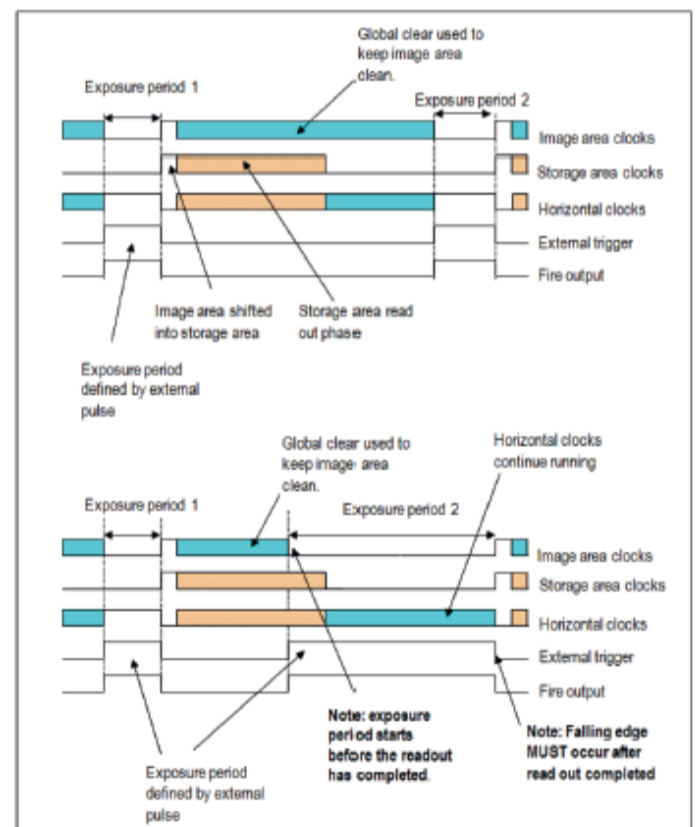 Global clear used to
keep image area
clean.
Exposure period 1
Exposure period 2
Image area clocks
Storage area clocks
Horizontal clocks
External trigger
Fire output
Image area shifted
into storage area
Storage area read
out phase
Exposure period
defined by external
pulse
Global clear used to
keep image area
clean.
Horizontal clocks
continue running
Exposure period 1
Exposure period 2
Image area clocks
Storage area clocks
Horizontal clocks
External trigger
Fire output
Note: exposure
period starts
before the readout
has completed.
Note: Falling edge
MUST occur after
read out completed
Exposure period
defined by external
pulse